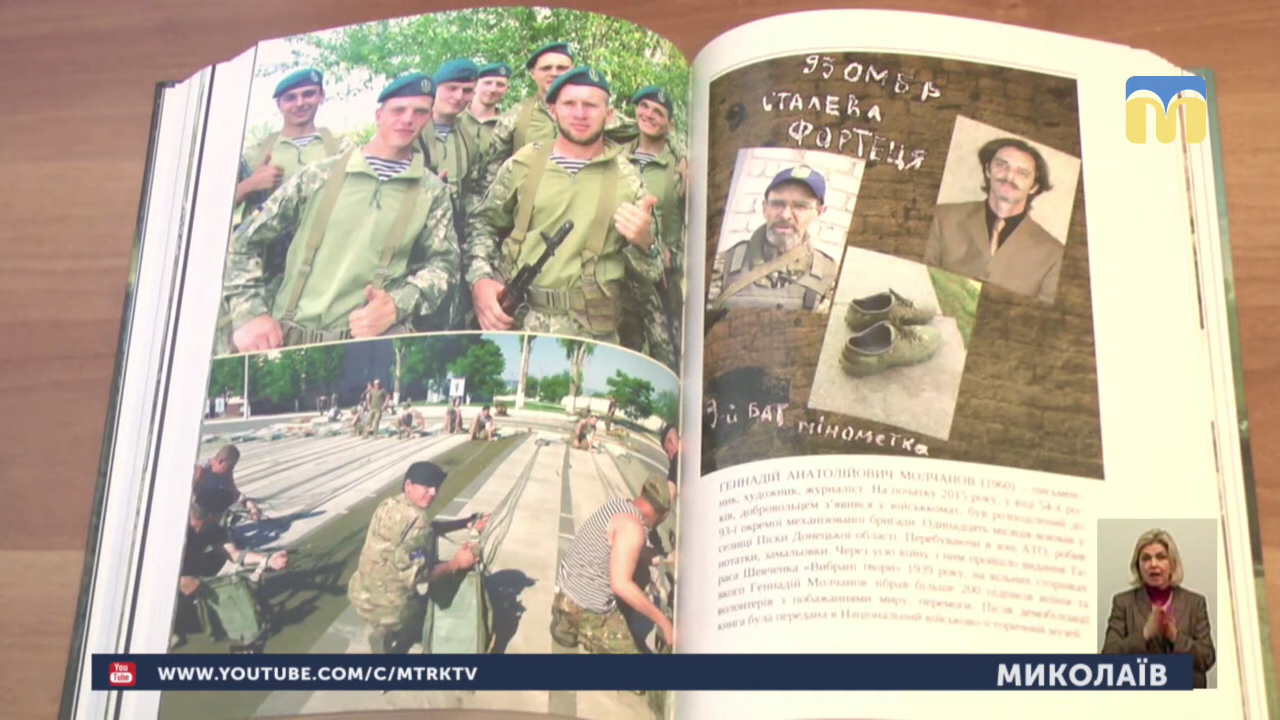 93 ОМБР
СТАЛЕВА
ФОРТЕЦЯ
3-й БАТ МІНОМЕТКА
ГЕННАДІЙ АНАТОЛІЙОВИЧ МОЛЧАНОВ (1960) – письмен-
ник, художник, журналіст. На початку 2015 року, у віці 54-х ро-
ків, добровольцем з'явився у військкомат, був розподілений до
93-ї окремої механізованої бригади. Одинадцять місяців воював у
селищі Піски Донецької області. Перебуваючи в зоні АТО, робив
нотатки, замальовки. Через усю війну з ним пройшло видання Та-
раса Шевченка «Вибрані твори» 1939 року, на вільних сторінках
якого Геннадій Молчанов зібрав більше 200 підписів воїнів та
волонтерів з побажаннями миру, перемоги. Після демобілізації
книга була передана в Національний військово-історичний музей.
You
Tube
WWW.YOUTUBE.COM/C/MTRKTV
МИКОЛАЇВ